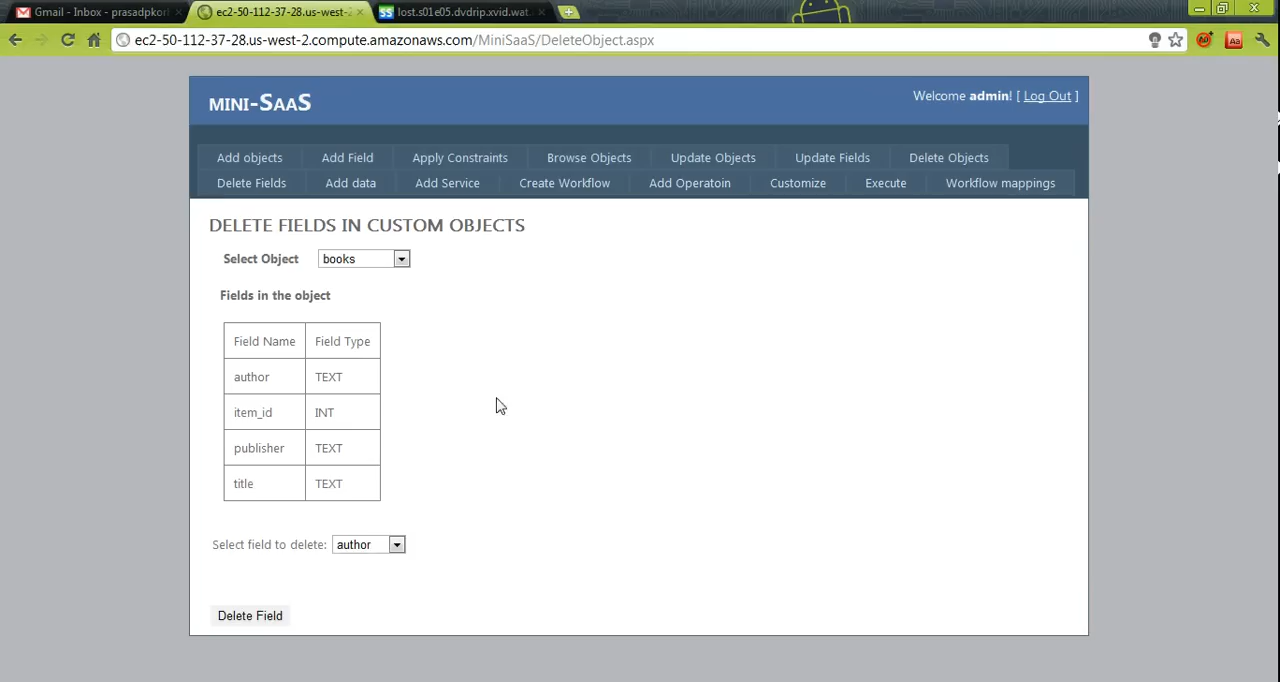 Gmail - Inbox - prasadpkor
ec2-50-112-37-28.us-west-2
lost.s01e05.dvdrip.xvid.wat
ec2-50-112-37-28.us-west-2.compute.amazonaws.com/MiniSaaS/DeleteObject.aspx
MINI-SAAS
Welcome admin! [ Log Out ]
Add objects Add Field Apply Constraints Browse Objects Update Objects Update Fields Delete Objects
Delete Fields Add data Add Service Create Workflow Add Operatoin Customize Execute Workflow mappings
DELETE FIELDS IN CUSTOM OBJECTS
Select Object books
Fields in the object
Field Name Field Type
author TEXT
item_id INT
publisher TEXT
title TEXT
Select field to delete: author
Delete Field